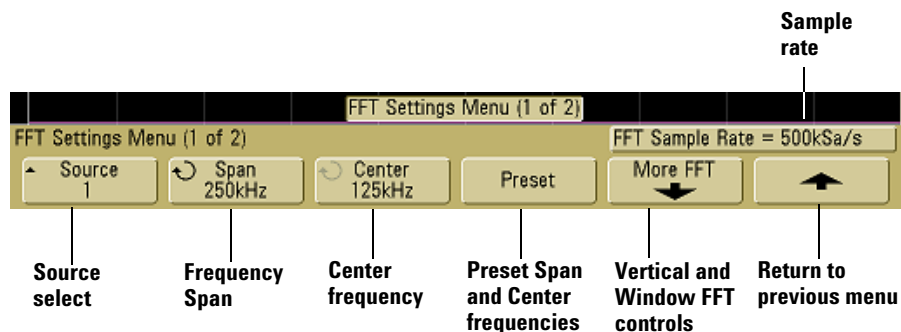 Sample
rate
FFT Settings Menu (1 of 2)
FFT Settings Menu (1 of 2)
FFT Sample Rate = 500kSa/s
Source
1
Span
250kHz
Center
125kHz
Preset
More FFT
Source
select
Frequency
Span
Center
frequency
Preset Span
and Center
frequencies
Vertical and
Window FFT
controls
Return to
previous menu